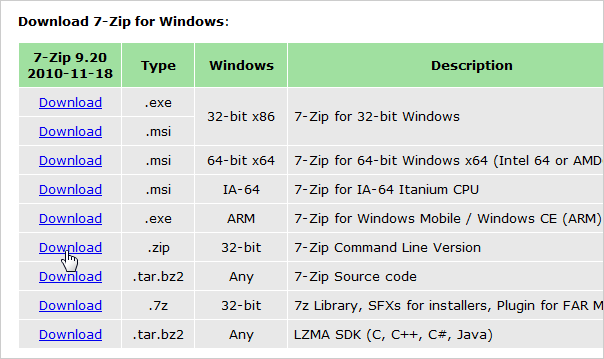 Download 7-Zip for Windows:
7-Zip 9.20 2010-11-18 Type Windows Description
Download .exe 32-bit x86 7-Zip for 32-bit Windows
Download .msi
Download .msi 64-bit x64 7-Zip for 64-bit Windows x64 (Intel 64 or AMD
Download .msi IA-64 7-Zip for IA-64 Itanium CPU
Download .exe ARM 7-Zip for Windows Mobile / Windows CE (ARM)
Download .zip 32-bit 7-Zip Command Line Version
Download .tar.bz2 Any 7-Zip Source code
Download .7z 32-bit 7z Library, SFXs for installers, Plugin for FAR M
Download .tar.bz2 Any LZMA SDK (C, C++, C#, Java)